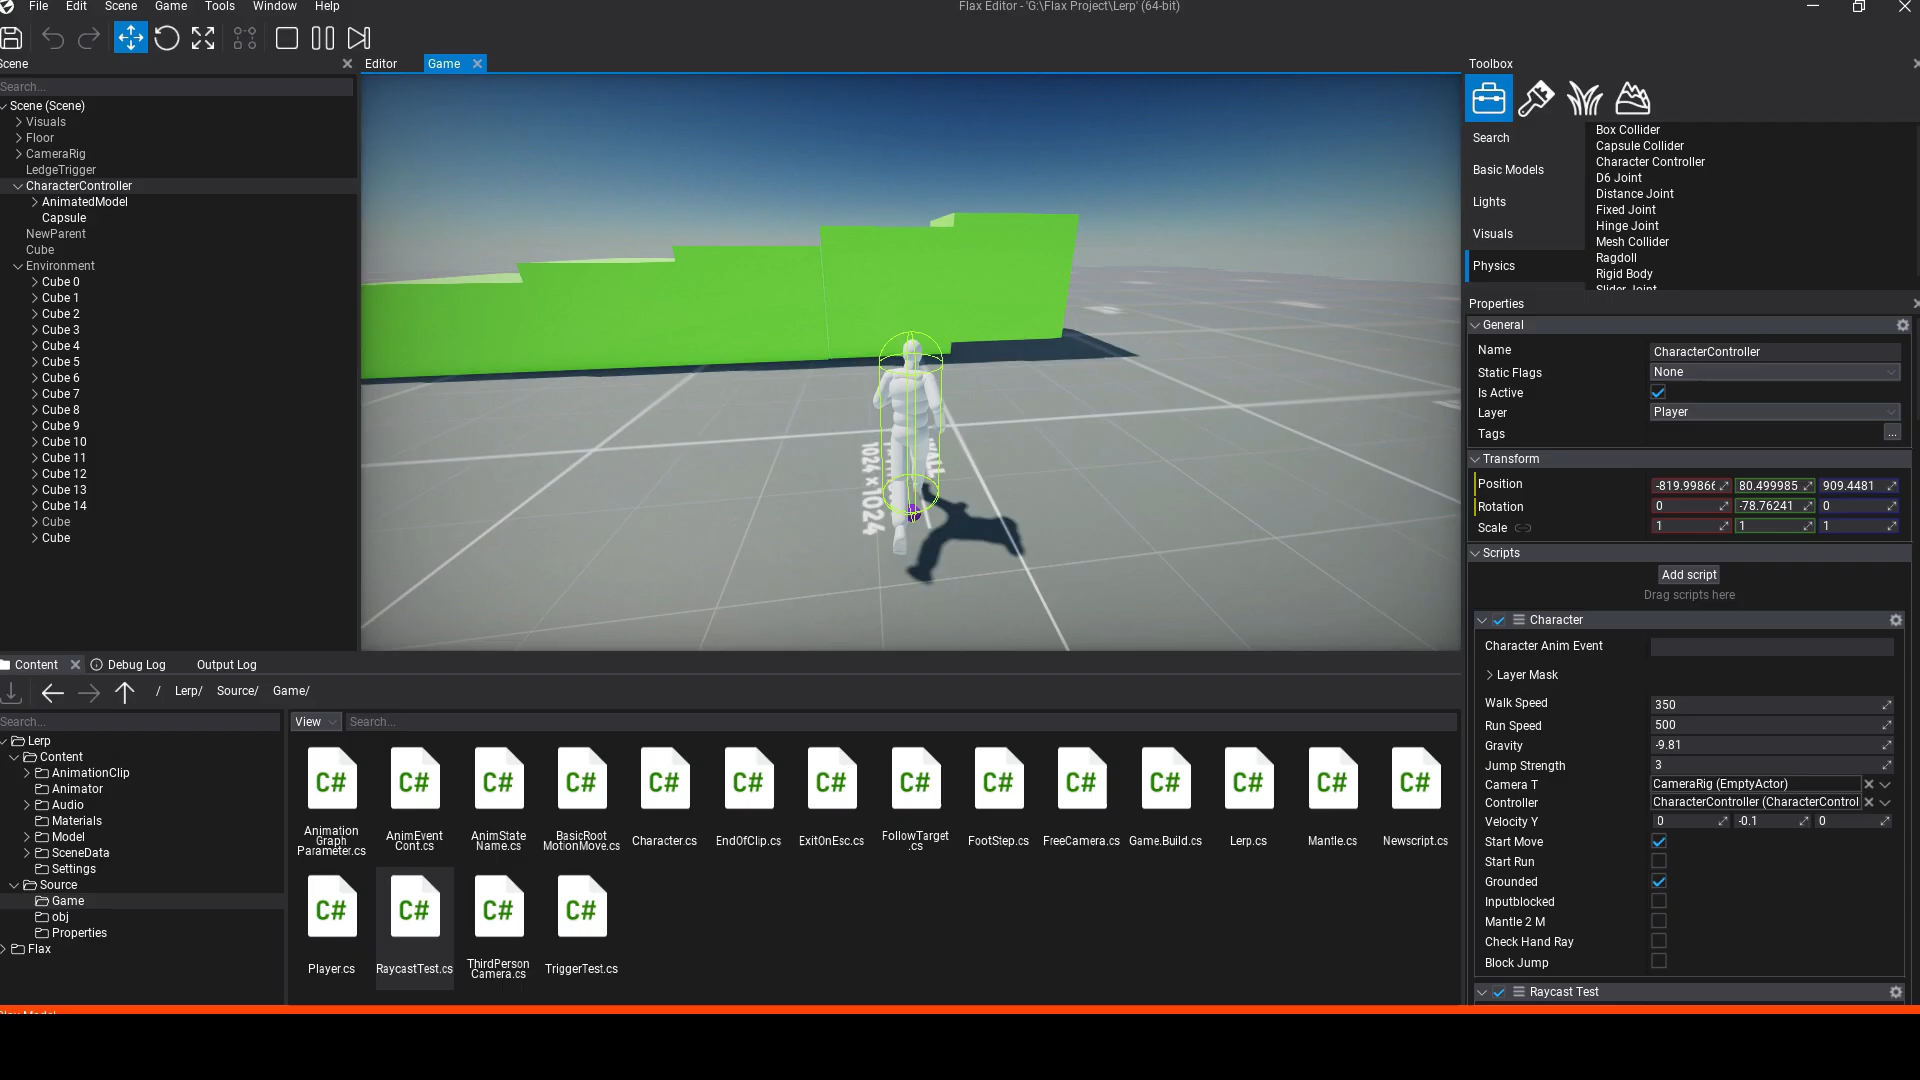 File Edit Scene Game Tools Window Help
Flax Editor - 'G:\Flax Project\Lerp' (64-bit)
Scene
Search...
Scene (Scene)
Visuals
Floor
CameraRig
LedgeTrigger
CharacterController
AnimatedModel
Capsule
NewParent
Cube
Environment
Cube 0
Cube 1
Cube 2
Cube 3
Cube 4
Cube 5
Cube 6
Cube 7
Cube 8
Cube 9
Cube 10
Cube 11
Cube 12
Cube 13
Cube 14
Cube
Cube
Editor Game
1024x1024
WALL
Toolbox
Search
Basic Models
Lights
Visuals
Physics
Box Collider
Capsule Collider
Character Controller
D6 Joint
Distance Joint
Fixed Joint
Hinge Joint
Mesh Collider
Ragdoll
Rigid Body
Slider Joint
Properties
General
Name CharacterController
Static Flags None
Is Active
Layer Player
Tags ...
Transform
Position -819.9986 80.499985 909.4481
Rotation 0 -78.76241 0
Scale 1 1 1
Scripts
Add script
Drag scripts here
Character
Character Anim Event
Layer Mask
Walk Speed 350
Run Speed 500
Gravity -9.81
Jump Strength 3
Camera T CameraRig (EmptyActor)
Controller CharacterController (CharacterControl
Velocity Y 0 -0.1 0
Start Move
Start Run
Grounded
Inputblocked
Mantle 2 M
Check Hand Ray
Block Jump
Raycast Test
Content Debug Log Output Log
/ Lerp/ Source/ Game/
Search...
Lerp
Content
AnimationClip
Animator
Audio
Materials
Model
SceneData
Settings
Source
Game
obj
Properties
Flax
View Search...
C# C# C# C# C# C# C# C# C# C# C# C# C# C#
Animation Graph Parameter.cs
AnimEvent Cont.cs
AnimState Name.cs
BasicRoot MotionMove.cs
Character.cs
EndOfClip.cs
ExitOnEsc.cs
FollowTarget .cs
FootStep.cs
FreeCamera.cs
Game.Build.cs
Lerp.cs
Mantle.cs
Newscript.cs
C# C# C# C#
Player.cs
RaycastTest.cs
ThirdPerson Camera.cs
TriggerTest.cs